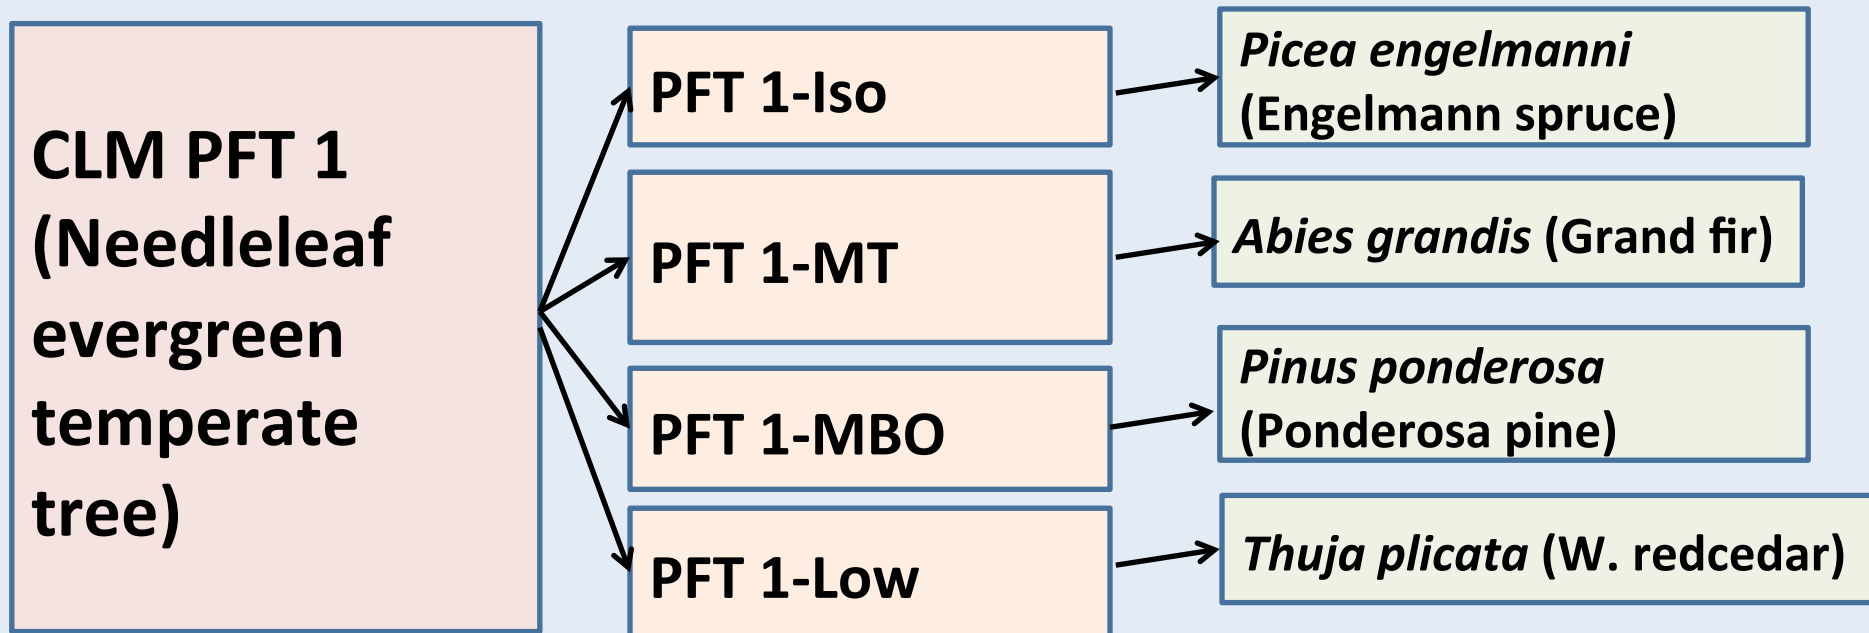 CLM PFT 1
(Needleleaf
evergreen
temperate
tree)
PFT 1-Iso
Picea engelmanni
(Engelmann spruce)
PFT 1-MT
Abies grandis (Grand fir)
PFT 1-MBO
Pinus ponderosa
(Ponderosa pine)
PFT 1-Low
Thuja plicata (W. redcedar)